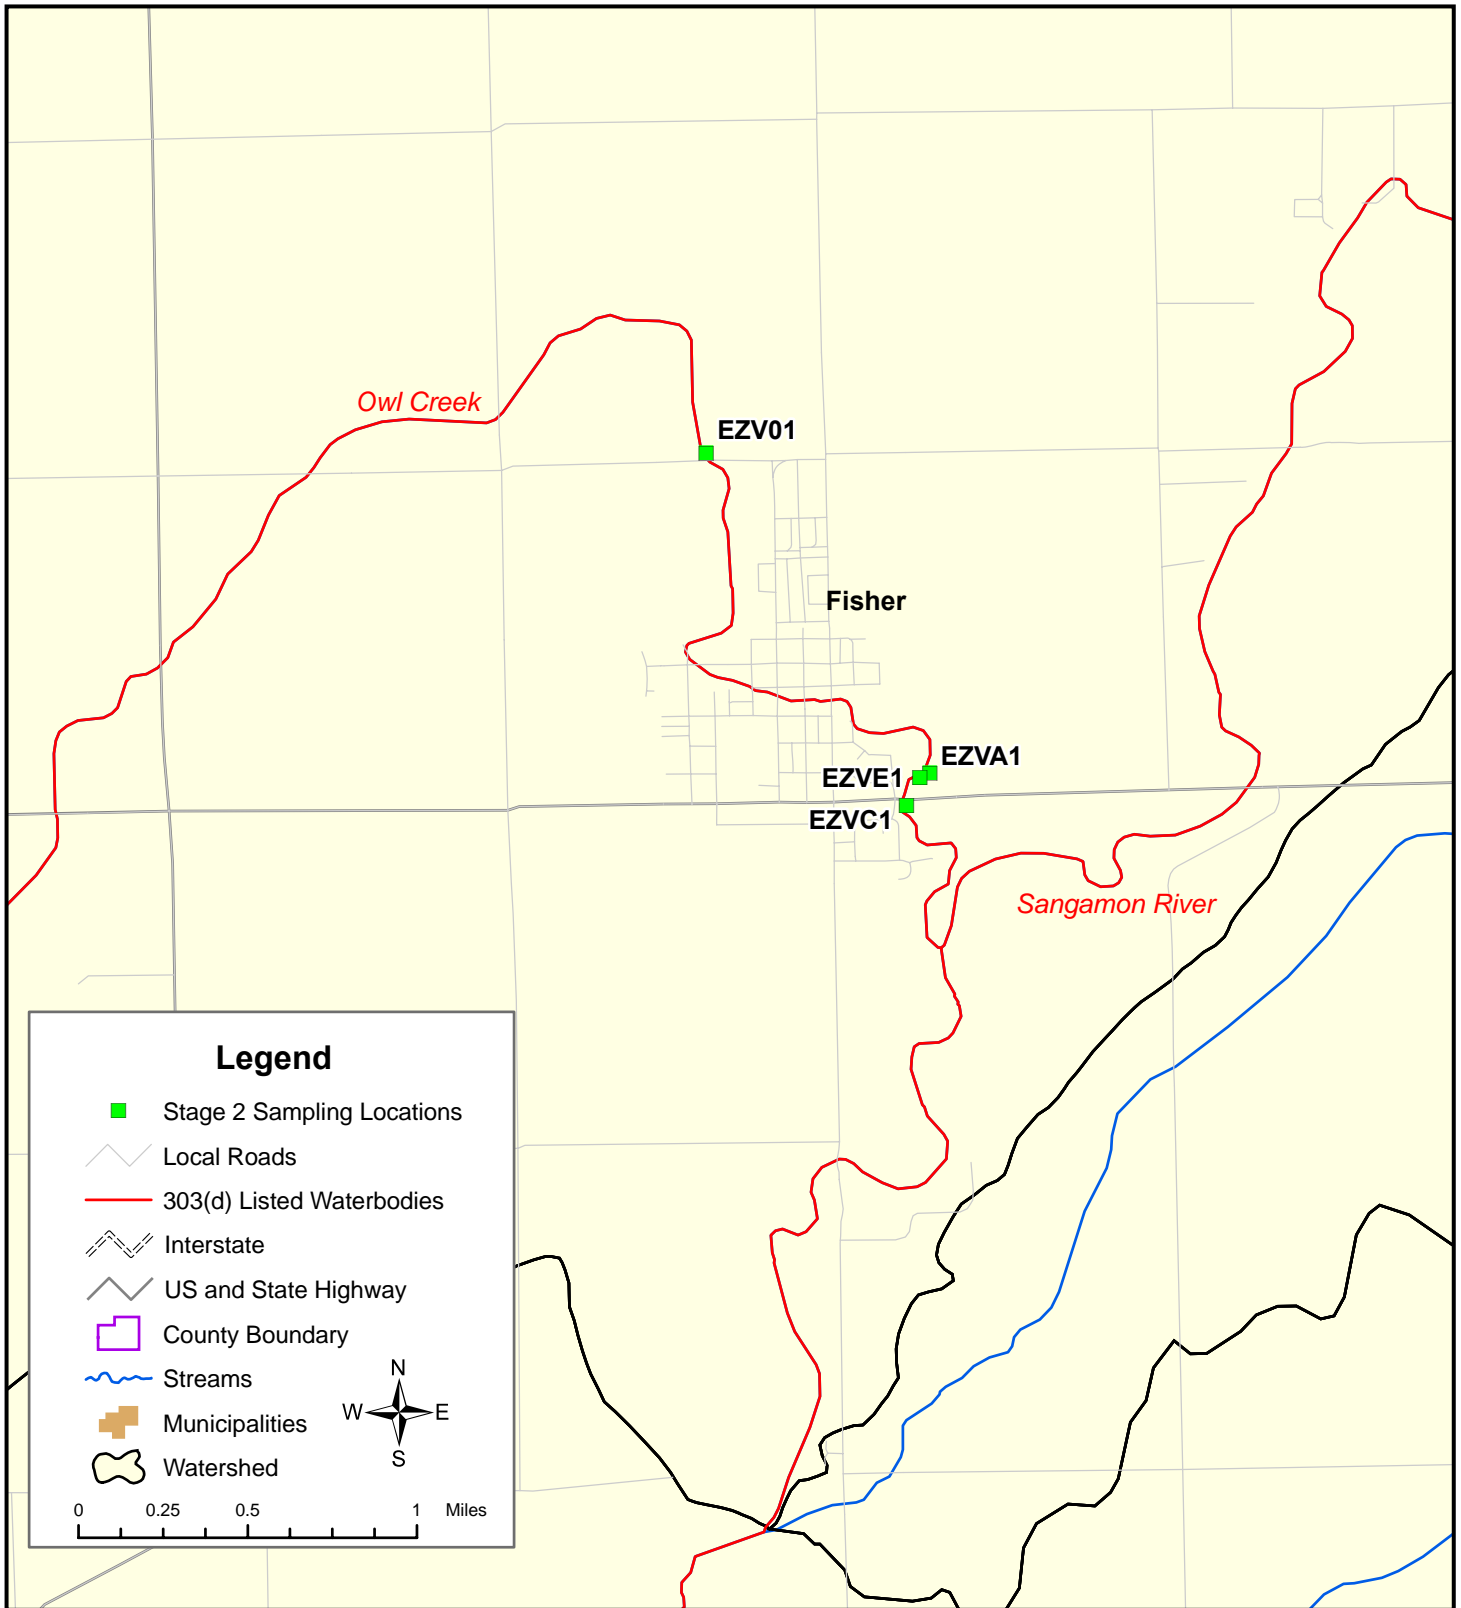 Owl Creek
EZV01
Fisher
EZVA1
EZVE1
EZVC1
Sangamon River
Legend
Stage 2 Sampling Locations
Local Roads
303(d) Listed Waterbodies
Interstate
US and State Highway
County Boundary
Streams
Municipalities
Watershed
N
W E
S
0 0.25 0.5 1 Miles